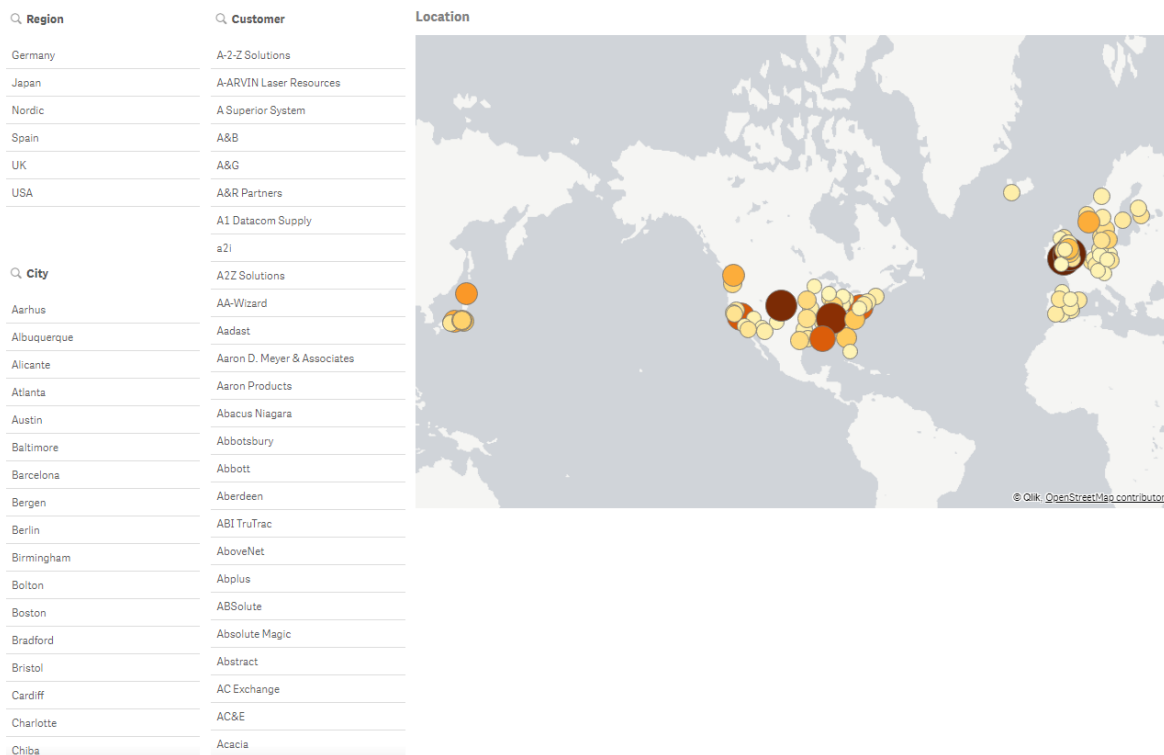 Region
Germany
Japan
Nordic
Spain
UK
USA
City
Aarhus
Albuquerque
Alicante
Atlanta
Austin
Baltimore
Barcelona
Bergen
Berlin
Birmingham
Bolton
Boston
Bradford
Bristol
Cardiff
Charlotte
Chiba
Customer
A-2-Z Solutions
A-ARVIN Laser Resources
A Superior System
A&B
A&G
A&R Partners
A1 Datacom Supply
a2i
A2Z Solutions
AA-Wizard
Aadast
Aaron D. Meyer & Associates
Aaron Products
Abacus Niagara
Abbotsbury
Abbott
Aberdeen
ABI TruTrac
AboveNet
Abplus
ABSolute
Absolute Magic
Abstract
AC Exchange
AC&E
Acacia
Location
© Qlik, OpenStreetMap contributor